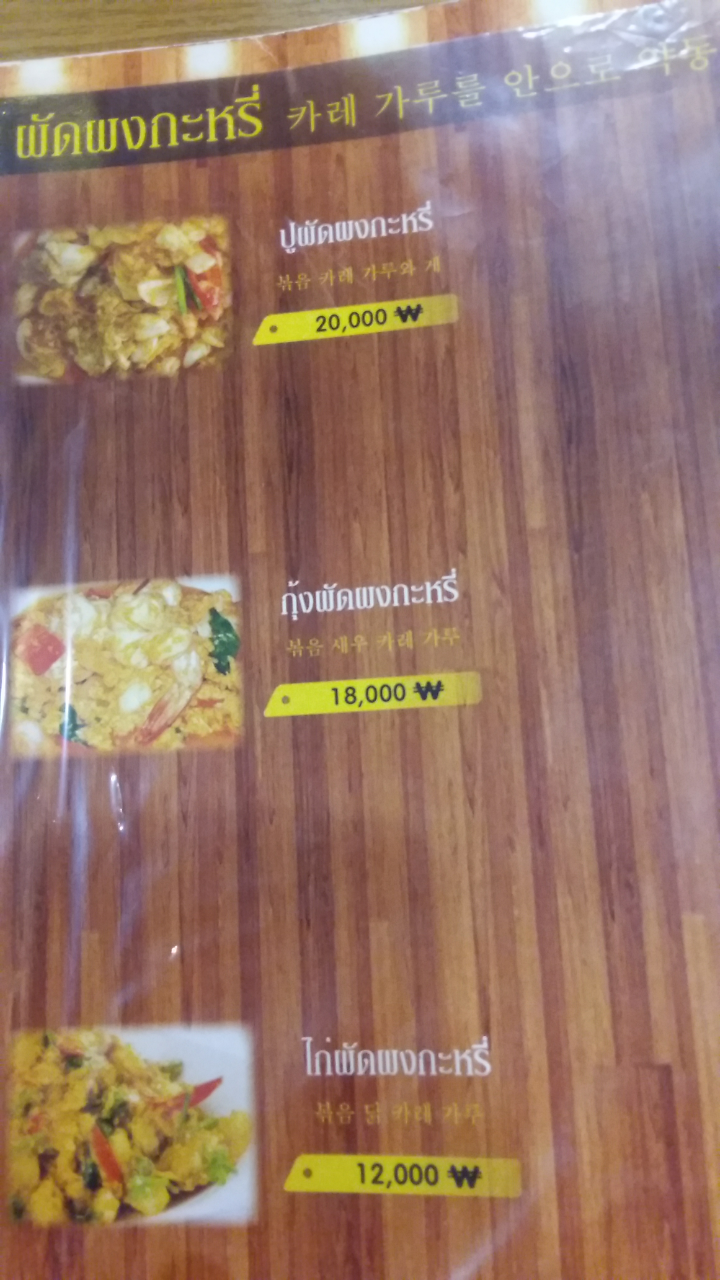 ผัดผงกะหรี่ 카레 가루를 안으로 약동
ปูผัดผงกะหรี่
볶음 카레 가루와 게
20,000 ₩
กุ้งผัดผงกะหรี่
볶음 새우 카레 가루
18,000 ₩
ไก่ผัดผงกะหรี่
볶음 닭 카레 가루
12,000 ₩